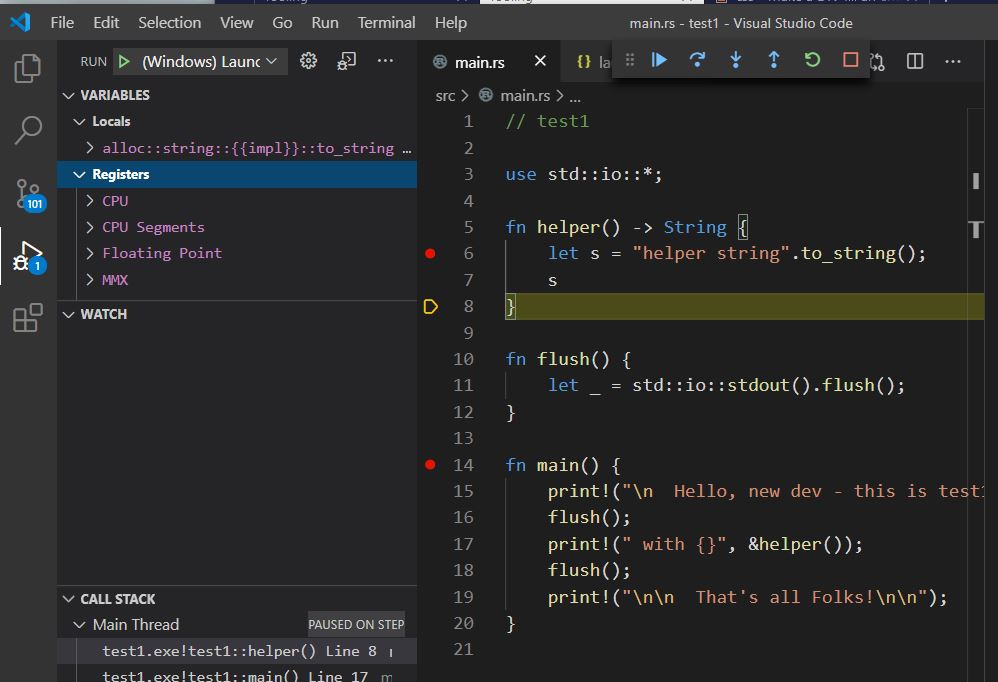 File Edit Selection View Go Run Terminal Help main.rs - test1 - Visual Studio Code
RUN (Windows) Launc
VARIABLES
Locals
alloc::string::{{impl}}::to_string …
Registers
CPU
CPU Segments
Floating Point
MMX
WATCH
CALL STACK
Main Thread PAUSED ON STEP
test1.exe!test1::helper() Line 8
test1.exe!test1::main() Line 17 m
101
1
main.rs {} la
src > main.rs > ...
1 // test1
2
3 use std::io::*;
4
5 fn helper() -> String {
6 let s = "helper string".to_string();
7 s
8 }
9
10 fn flush() {
11 let _ = std::io::stdout().flush();
12 }
13
14 fn main() {
15 print!("\n  Hello, new dev - this is test1
16 flush();
17 print!(" with {}", &helper());
18 flush();
19 print!("\n\n  That's all Folks!\n\n");
20 }
21